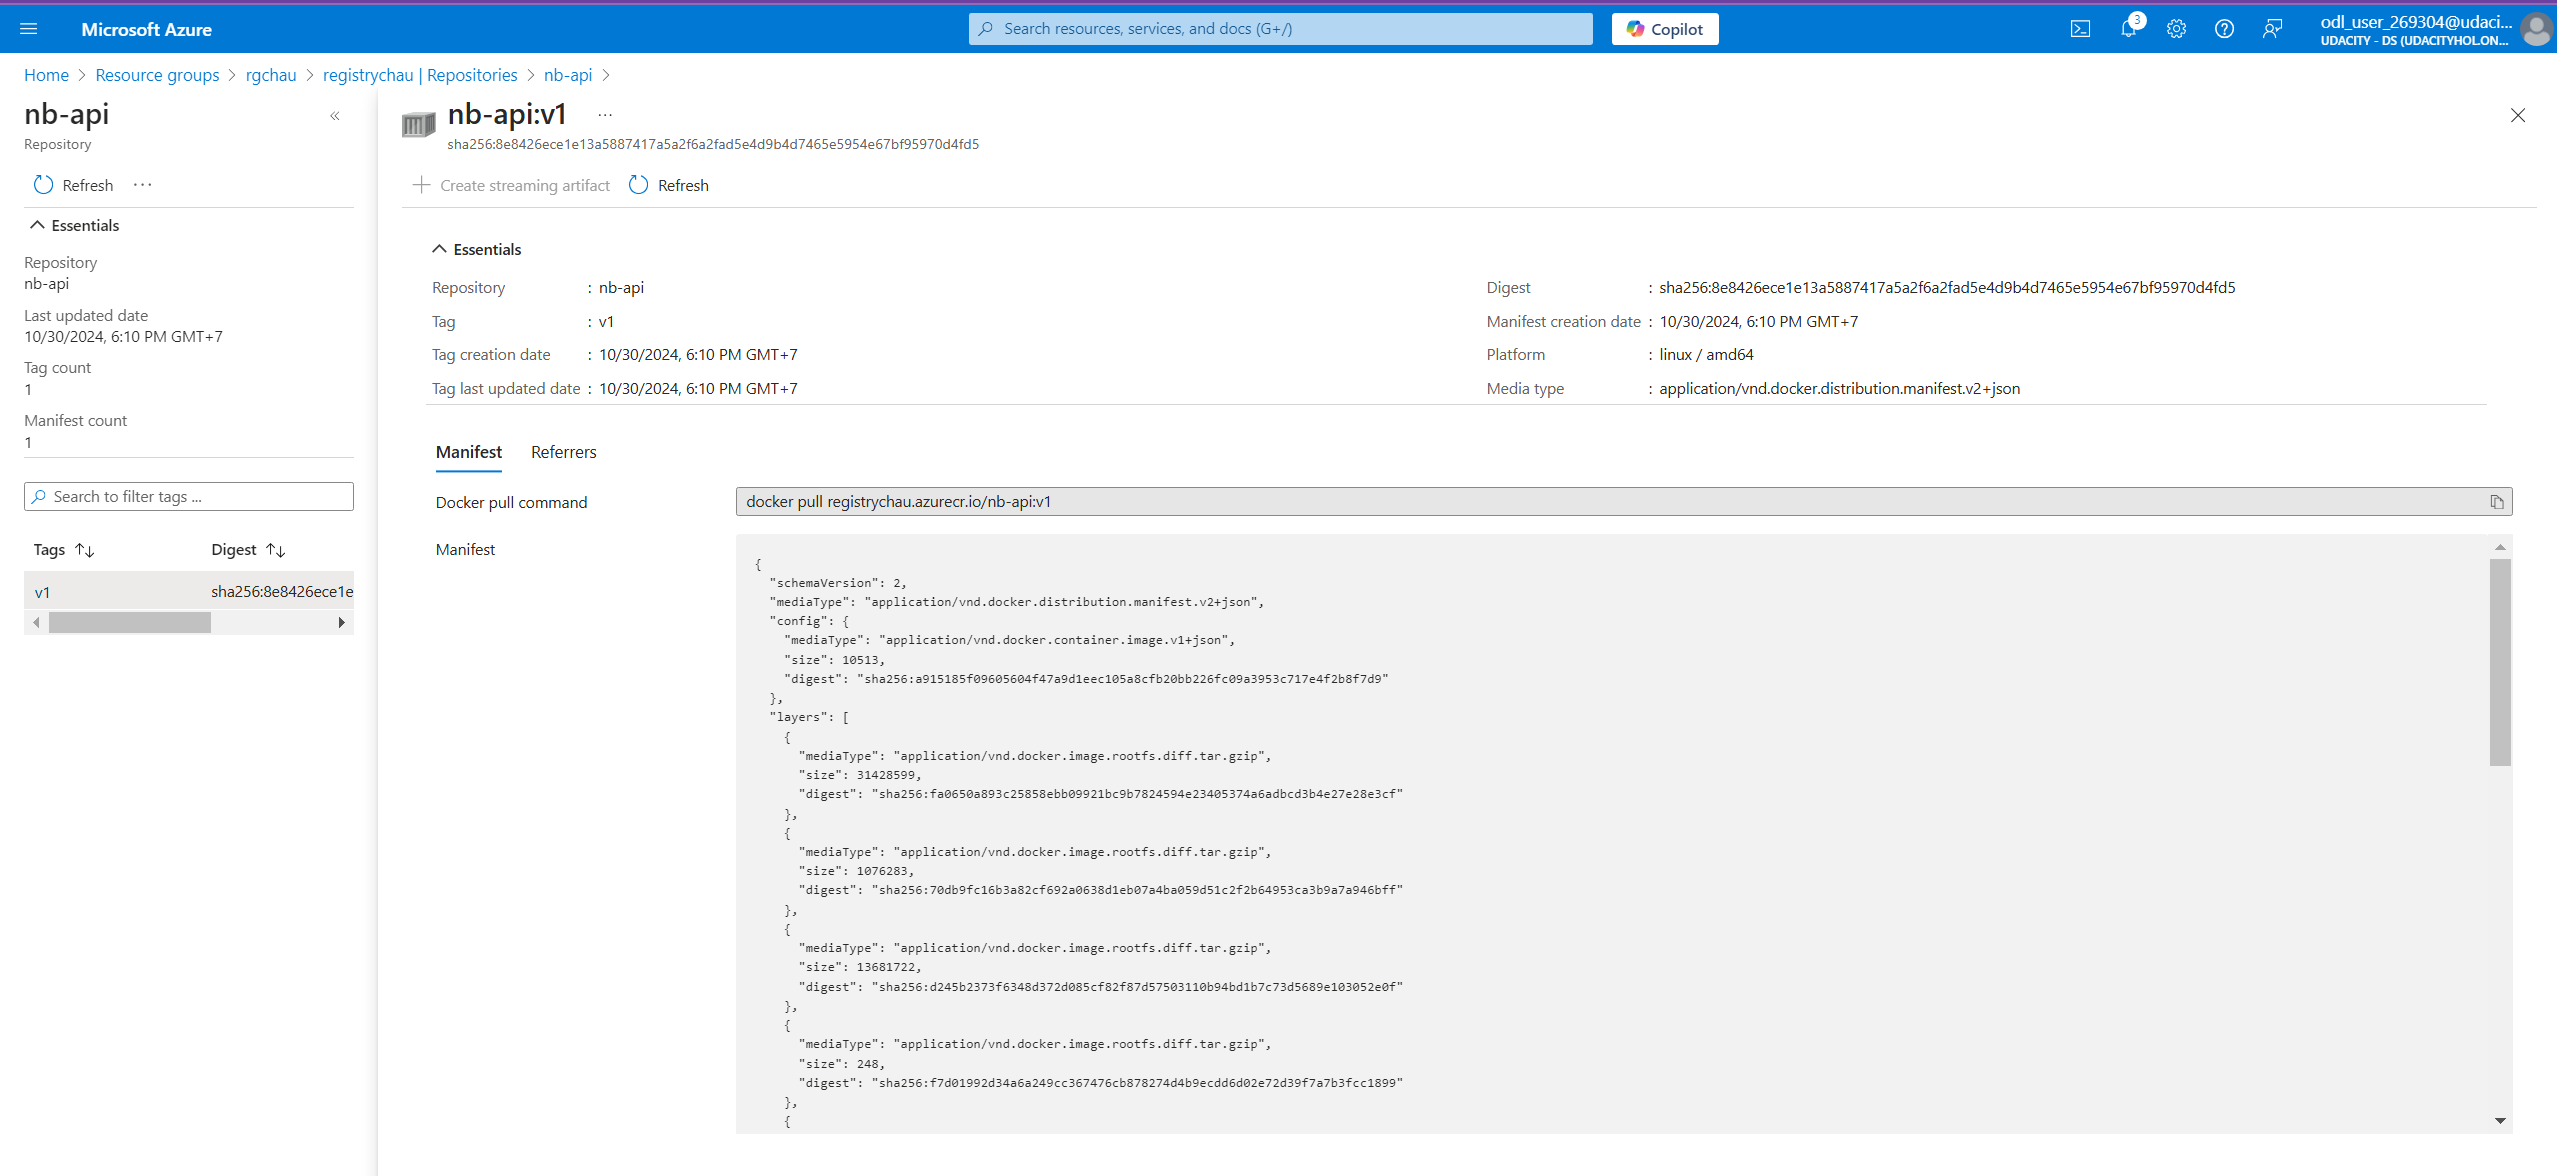 Microsoft Azure
Search resources, services, and docs (G+/)
Copilot
3
odl_user_269304@udaci...
UDACITY - DS (UDACITYHOL.ON...
Home > Resource groups > rgchau > registrychau | Repositories > nb-api >
nb-api
Repository
«
Refresh ...
Essentials
Repository
nb-api
Last updated date
10/30/2024, 6:10 PM GMT+7
Tag count
1
Manifest count
1
Search to filter tags ...
Tags ↑↓ Digest ↑↓
v1 sha256:8e8426ece1e
nb-api:v1 ...
sha256:8e8426ece1e13a5887417a5a2f6a2fad5e4d9b4d7465e5954e67bf95970d4fd5
Create streaming artifact Refresh
Essentials
Repository : nb-api
Tag : v1
Tag creation date : 10/30/2024, 6:10 PM GMT+7
Tag last updated date : 10/30/2024, 6:10 PM GMT+7
Digest : sha256:8e8426ece1e13a5887417a5a2f6a2fad5e4d9b4d7465e5954e67bf95970d4fd5
Manifest creation date : 10/30/2024, 6:10 PM GMT+7
Platform : linux / amd64
Media type : application/vnd.docker.distribution.manifest.v2+json
Manifest Referrers
Docker pull command
docker pull registrychau.azurecr.io/nb-api:v1
Manifest
{
"schemaVersion": 2,
"mediaType": "application/vnd.docker.distribution.manifest.v2+json",
"config": {
"mediaType": "application/vnd.docker.container.image.v1+json",
"size": 10513,
"digest": "sha256:a915185f09605604f47a9d1eec105a8cfb20bb226fc09a3953c717e4f2b8f7d9"
},
"layers": [
{
"mediaType": "application/vnd.docker.image.rootfs.diff.tar.gzip",
"size": 31428599,
"digest": "sha256:fa0650a893c25858ebb09921bc9b7824594e23405374a6adbcd3b4e27e28e3cf"
},
{
"mediaType": "application/vnd.docker.image.rootfs.diff.tar.gzip",
"size": 1076283,
"digest": "sha256:70db9fc16b3a82cf692a0638d1eb07a4ba059d51c2f2b64953ca3b9a7a946bff"
},
{
"mediaType": "application/vnd.docker.image.rootfs.diff.tar.gzip",
"size": 13681722,
"digest": "sha256:d245b2373f6348d372d085cf82f87d57503110b94bd1b7c73d5689e103052e0f"
},
{
"mediaType": "application/vnd.docker.image.rootfs.diff.tar.gzip",
"size": 248,
"digest": "sha256:f7d01992d34a6a249cc367476cb878274d4b9ecdd6d02e72d39f7a7b3fcc1899"
},
{